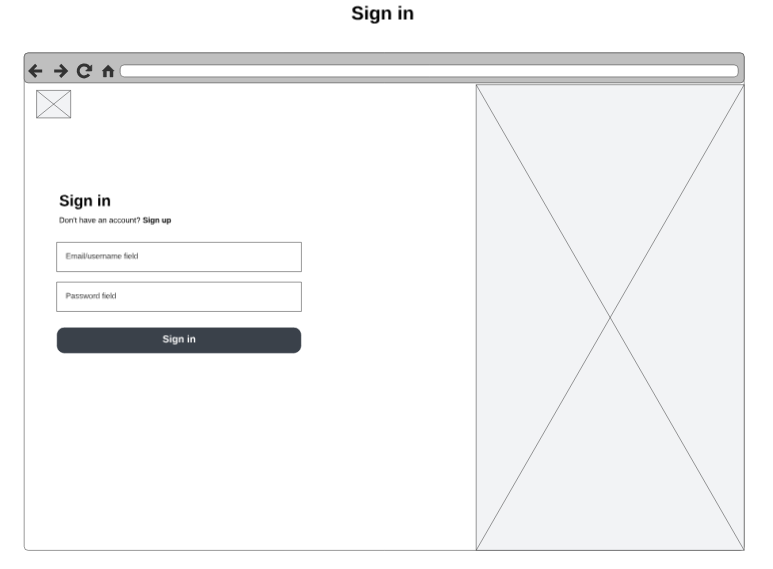 Sign in
Sign in
Don't have an account? Sign up
Email/username field
Password field
Sign in